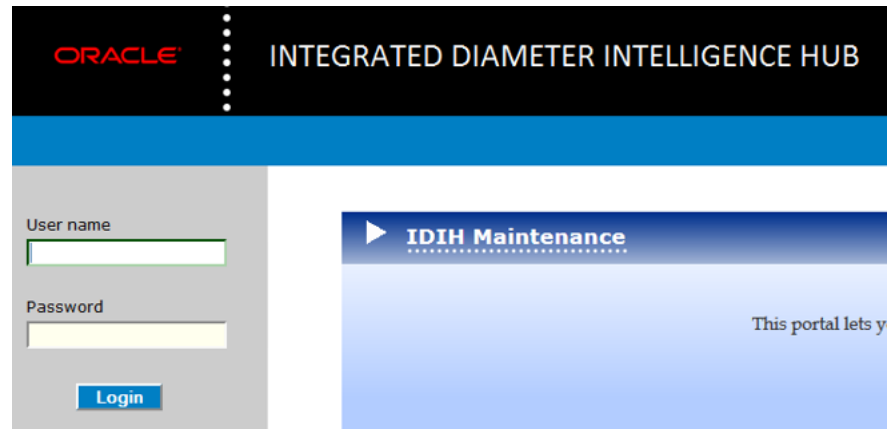 ORACLE
INTEGRATED DIAMETER INTELLIGENCE HUB
User name
Password
Login
IDIH Maintenance
This portal lets y